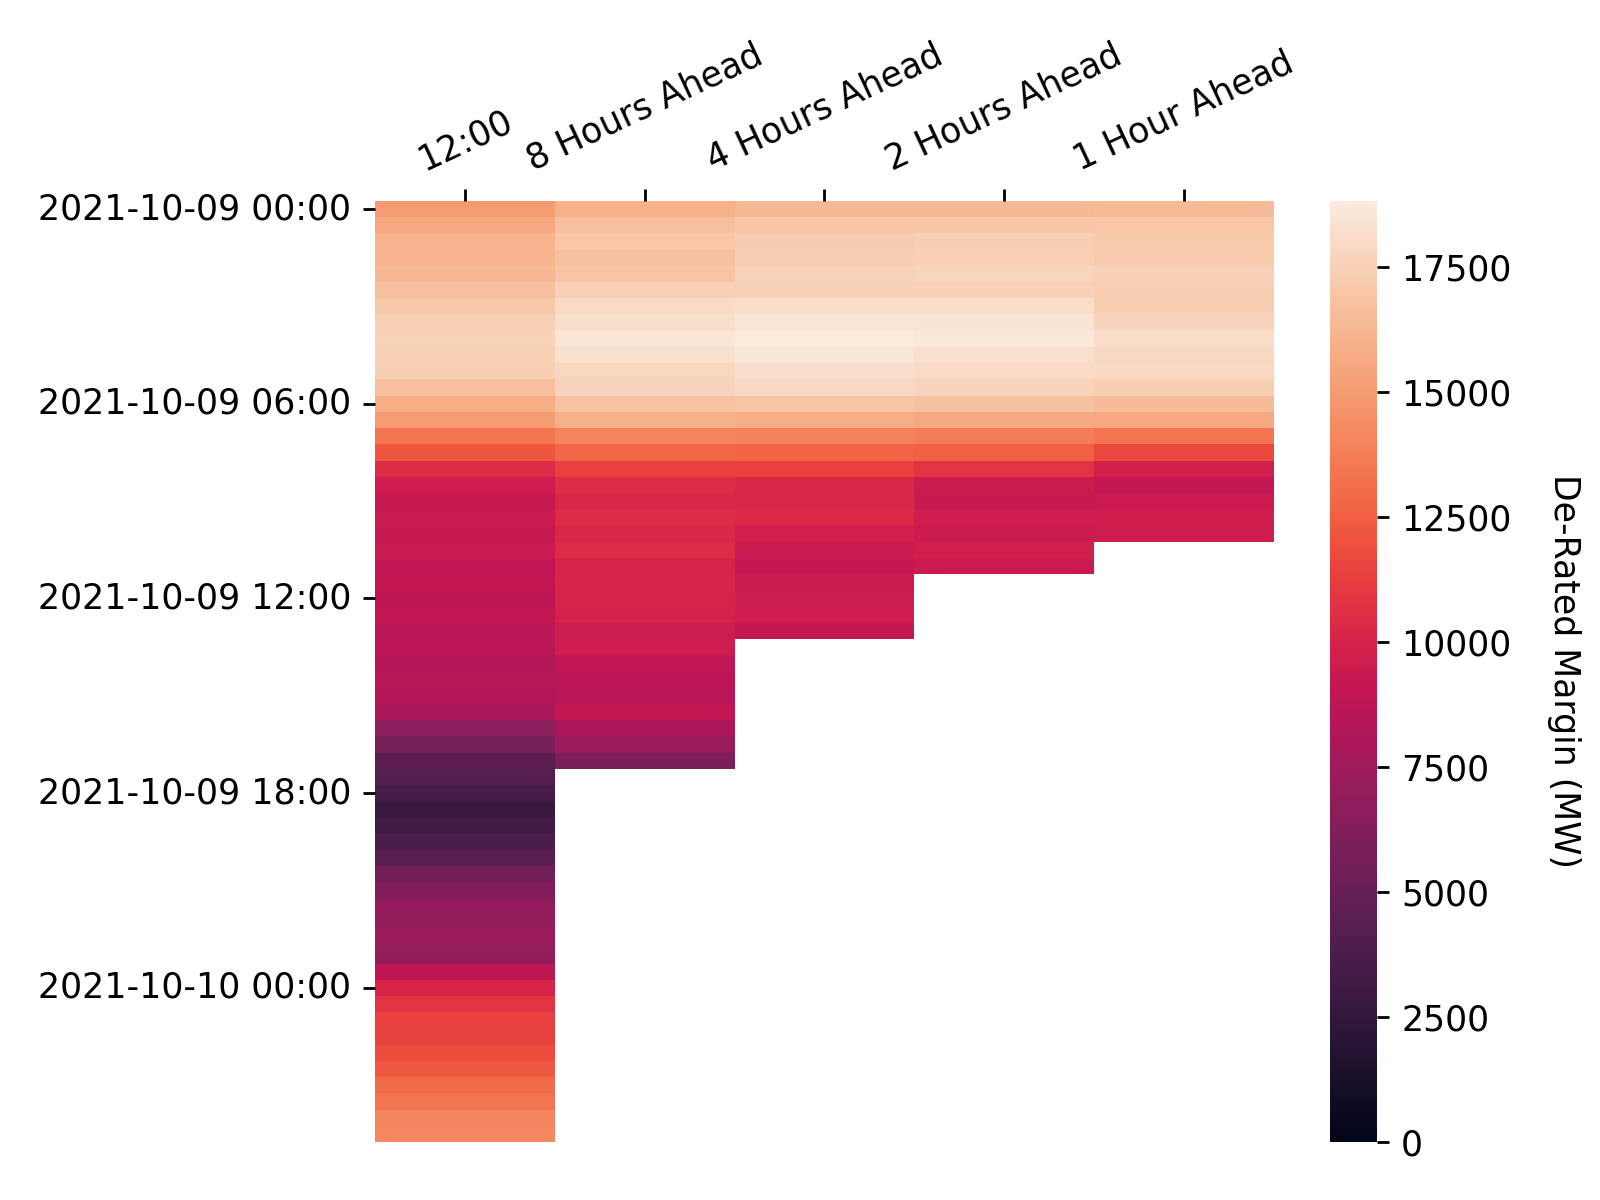 12:00
8 Hours Ahead
4 Hours Ahead
2 Hours Ahead
1 Hour Ahead
2021-10-09 00:00
2021-10-09 06:00
2021-10-09 12:00
2021-10-09 18:00
2021-10-10 00:00
17500
15000
12500
10000
7500
5000
2500
0
De-Rated Margin (MW)